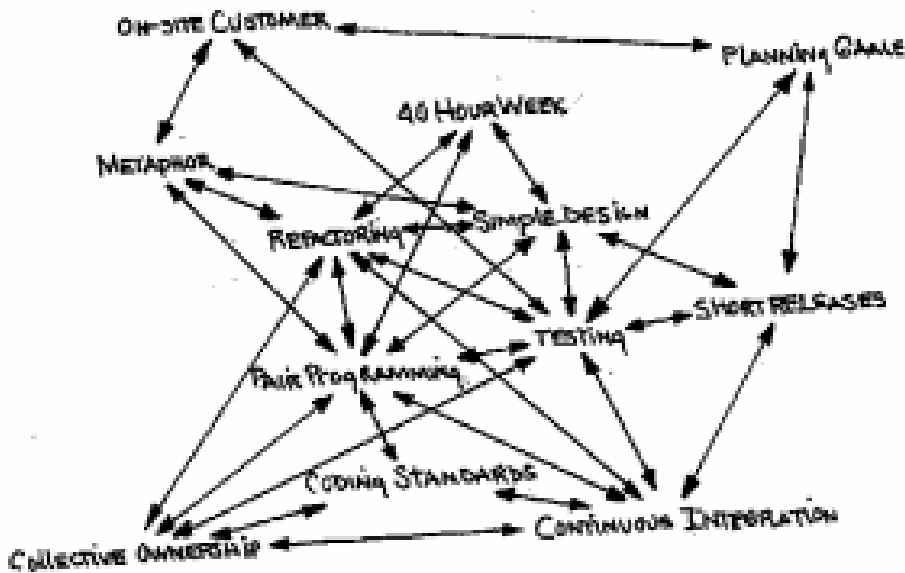 ON-SITE CUSTOMER
PLANNING GAME
40 HOUR WEEK
METAPHOR
SIMPLE DESIGN
REFACTORING
SHORT RELEASES
TESTING
PAIR PROGRAMMING
CODING STANDARDS
CONTINUOUS INTEGRATION
COLLECTIVE OWNERSHIP